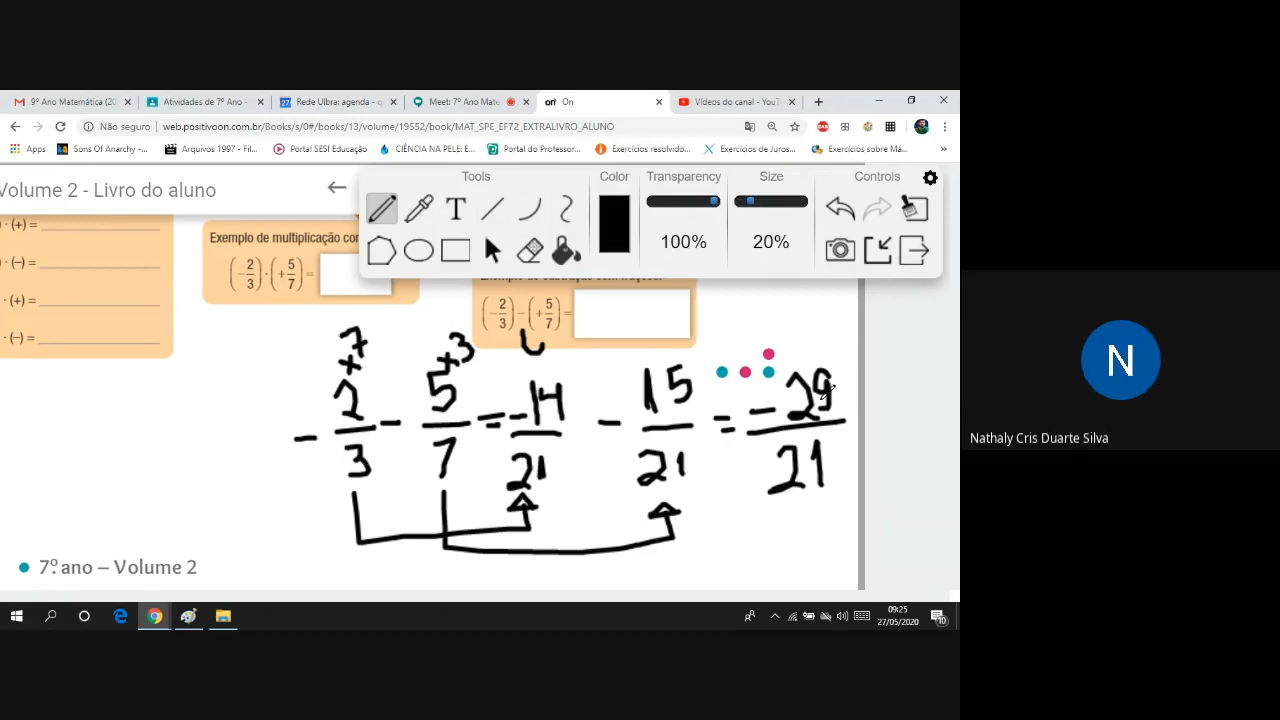 9º Ano Matemática (20
Atividades de 7º Ano -
Rede Ulbra: agenda - q
Meet: 7º Ano Mate
On
Vídeos do canal - YouT
Não seguro
web.positivoon.com.br/Books/s/0#/books/13/volume/19552/book/MAT_SPE_EF72_EXTRALIVRO_ALUNO
Apps
Sons Of Anarchy -...
Arquivos 1997 - Fil...
Portal SESI Educação
CIÊNCIA NA PELE: E...
Portal do Professor...
Exercícios resolvido...
Exercícios de Juros...
Exercícios sobre Má...
Volume 2 - Livro do aluno
Tools
Color
Transparency
Size
Controls
100%
20%
· (+) =
· (−) =
· (+) =
· (−) =
Exemplo de multiplicação co
(− 2/3) · (+ 5/7) =
(− 2/3) − (+ 5/7) =
×7 ×3
− 2/3 − 5/7 = −14/21 − 15/21 = −29/21
7º. ano – Volume 2
N
Nathaly Cris Duarte Silva
09:25
27/05/2020
10